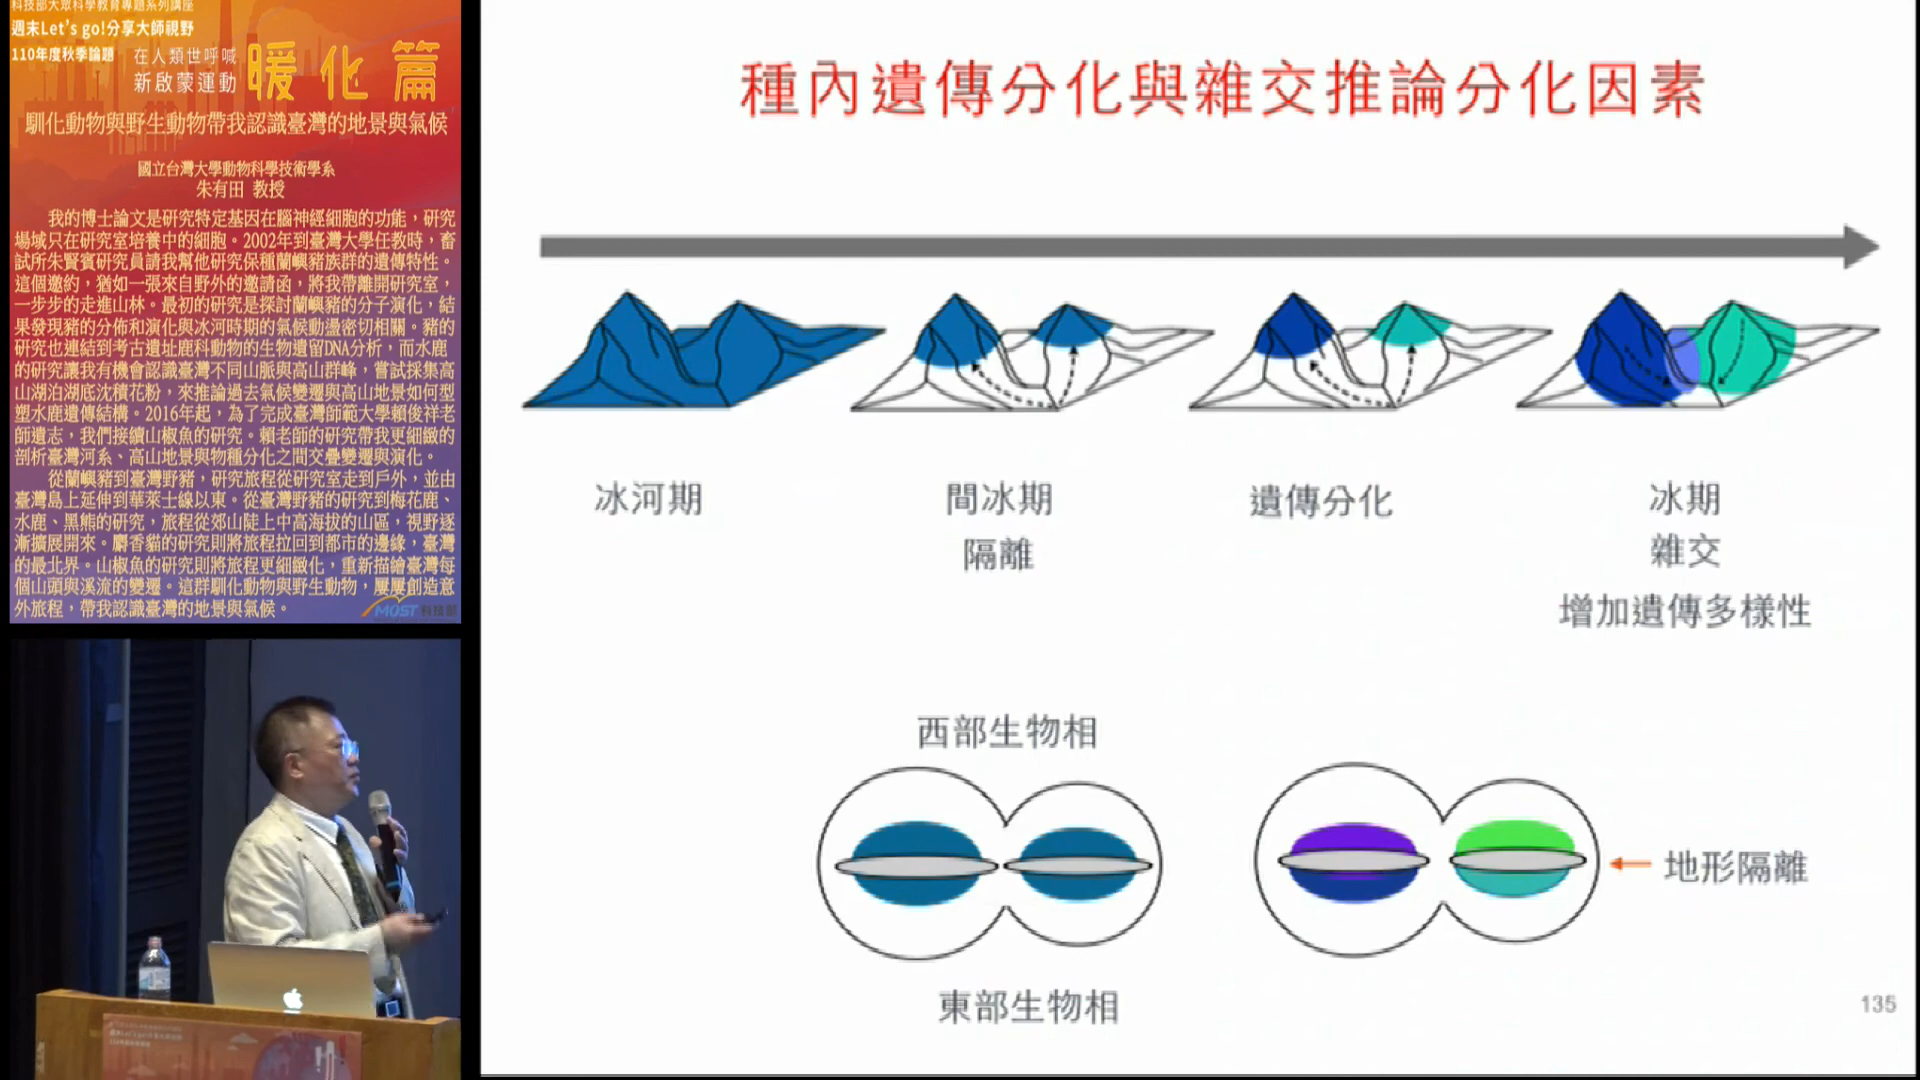 科技部大眾科學教育專題系列講座
週末Let's go!分享大師視野
110年度秋季論題
在人類世呼喊
新啟蒙運動
暖化篇
馴化動物與野生動物帶我認識臺灣的地景與氣候
國立台灣大學動物科學技術學系
朱有田 教授
我的博士論文是研究特定基因在腦神經細胞的功能，研究
場域只在研究室培養中的細胞。2002年到臺灣大學任教時，畜
試所朱賢賓研究員請我幫他研究保種蘭嶼豬族群的遺傳特性。
這個邀約，猶如一張來自野外的邀請函，將我帶離開研究室，
一步步的走進山林。最初的研究是探討蘭嶼豬的分子演化，結
果發現豬的分佈和演化與冰河時期的氣候動盪密切相關。豬的
研究也連結到考古遺址鹿科動物的生物遺留DNA分析，而水鹿
的研究讓我有機會認識臺灣不同山脈與高山群峰，嘗試採集高
山湖泊湖底沈積花粉，來推論過去氣候變遷與高山地景如何型
塑水鹿遺傳結構。2016年起，為了完成臺灣師範大學賴俊祥老
師遺志，我們接續山椒魚的研究。賴老師的研究帶我更細緻的
剖析臺灣河系、高山地景與物種分化之間交疊變遷與演化。
從蘭嶼豬到臺灣野豬，研究旅程從研究室走到戶外，並由
臺灣島上延伸到華萊士線以東。從臺灣野豬的研究到梅花鹿、
水鹿、黑熊的研究，旅程從郊山陡上中高海拔的山區，視野逐
漸擴展開來。麝香貓的研究則將旅程拉回到都市的邊緣，臺灣
的最北界。山椒魚的研究則將旅程更細緻化，重新描繪臺灣每
個山頭與溪流的變遷。這群馴化動物與野生動物，屢屢創造意
外旅程，帶我認識臺灣的地景與氣候。
MOST 科技部
種內遺傳分化與雜交推論分化因素
冰河期
間冰期
隔離
遺傳分化
冰期
雜交
增加遺傳多樣性
西部生物相
地形隔離
東部生物相
135